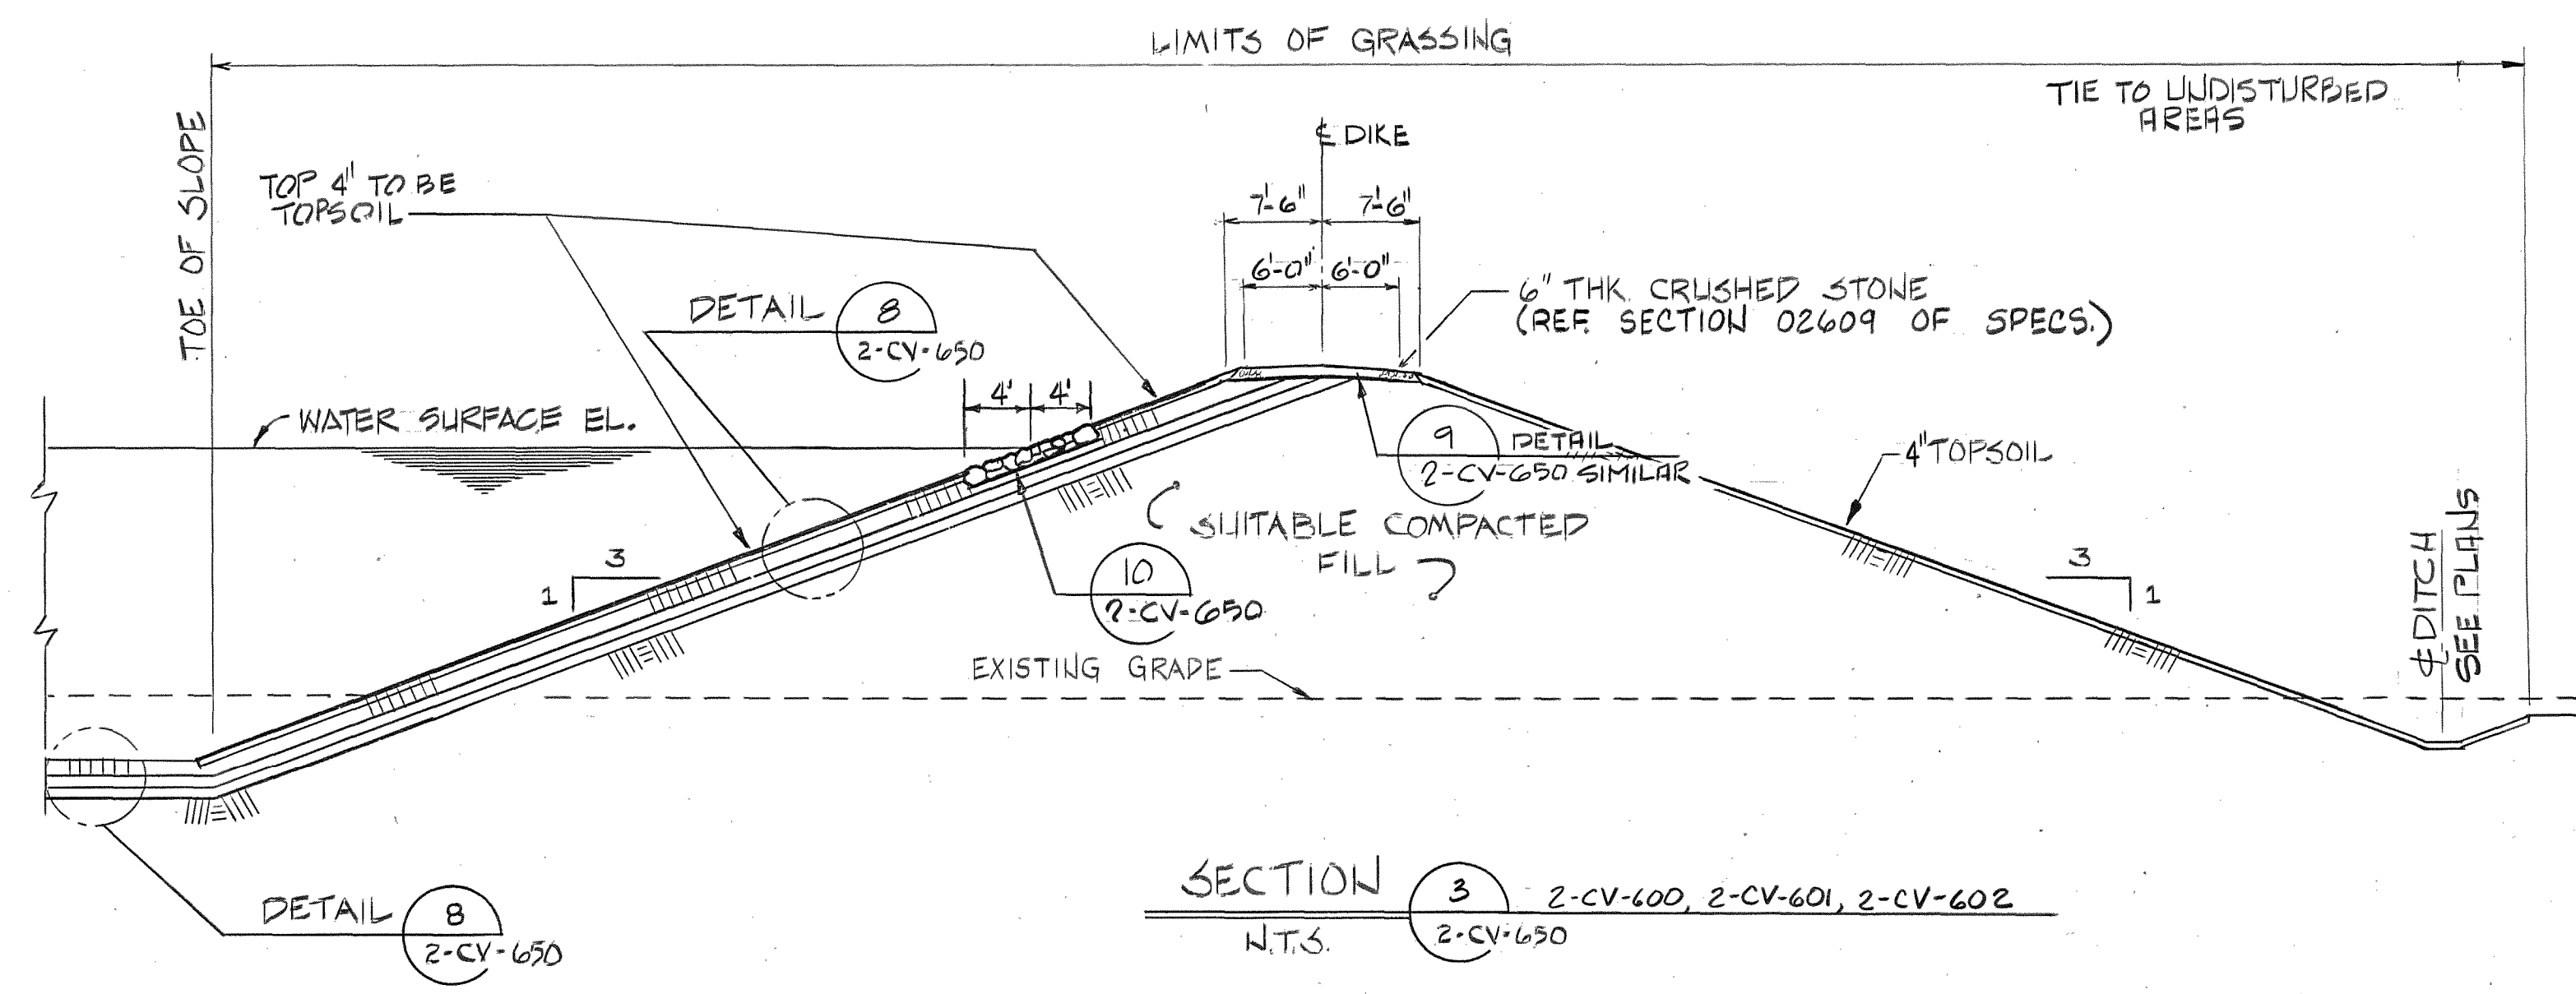 LIMITS OF GRASSING
TIE TO UNDISTURBED
AREAS
TOE OF SLOPE
℄ DIKE
TOP 4" TO BE
TOPSOIL
7'-6" 7'-6"
6'-0" 6'-0"
DETAIL 8
2-CV-650
6" THK. CRUSHED STONE
(REF. SECTION 02609 OF SPECS.)
4' 4'
WATER SURFACE EL.
9 DETAIL
2-CV-650 SIMILAR
4" TOPSOIL
SUITABLE COMPACTED
FILL
3
1
10
2-CV-650
3
1
℄ DITCH
SEE PLANS
EXISTING GRADE
DETAIL 8
2-CV-650
SECTION 3 2-CV-600, 2-CV-601, 2-CV-602
N.T.S. 2-CV-650